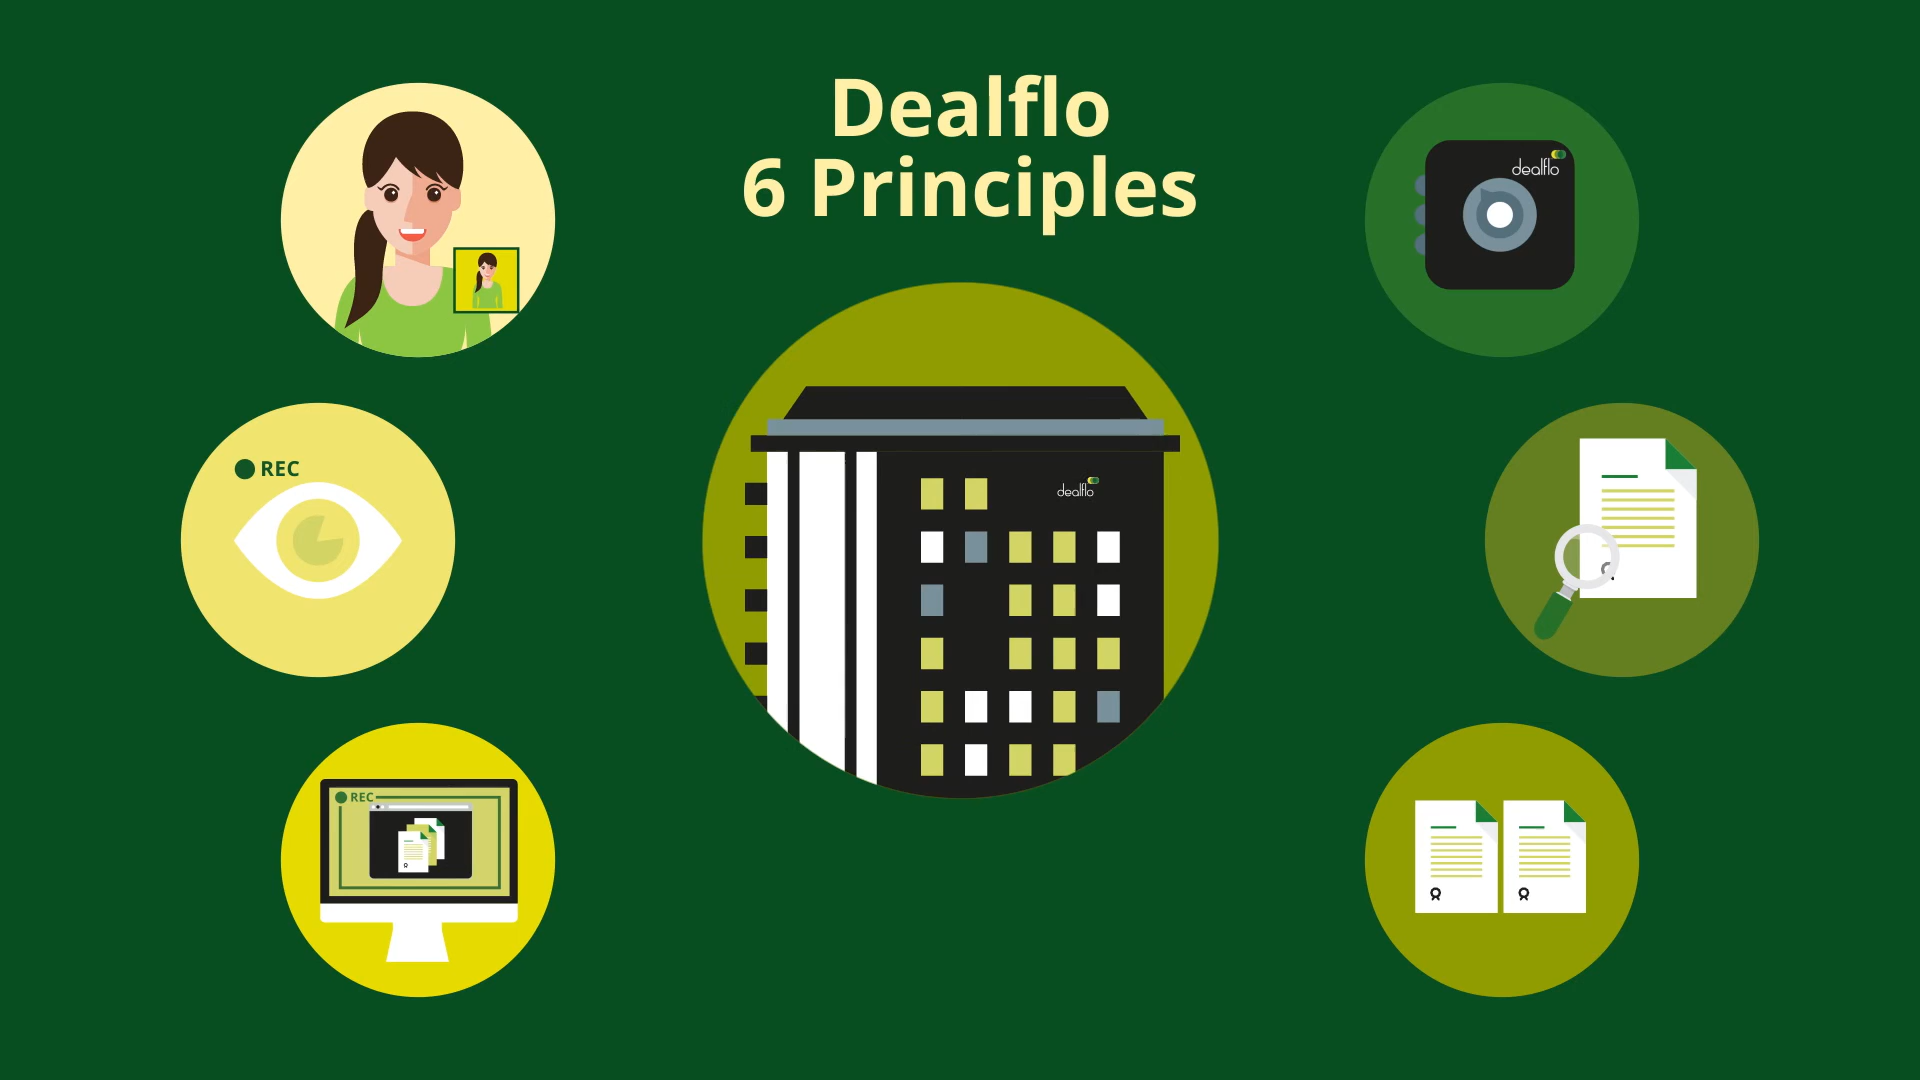 Dealflo
6 Principles
dealflo
REC
dealflo
REC